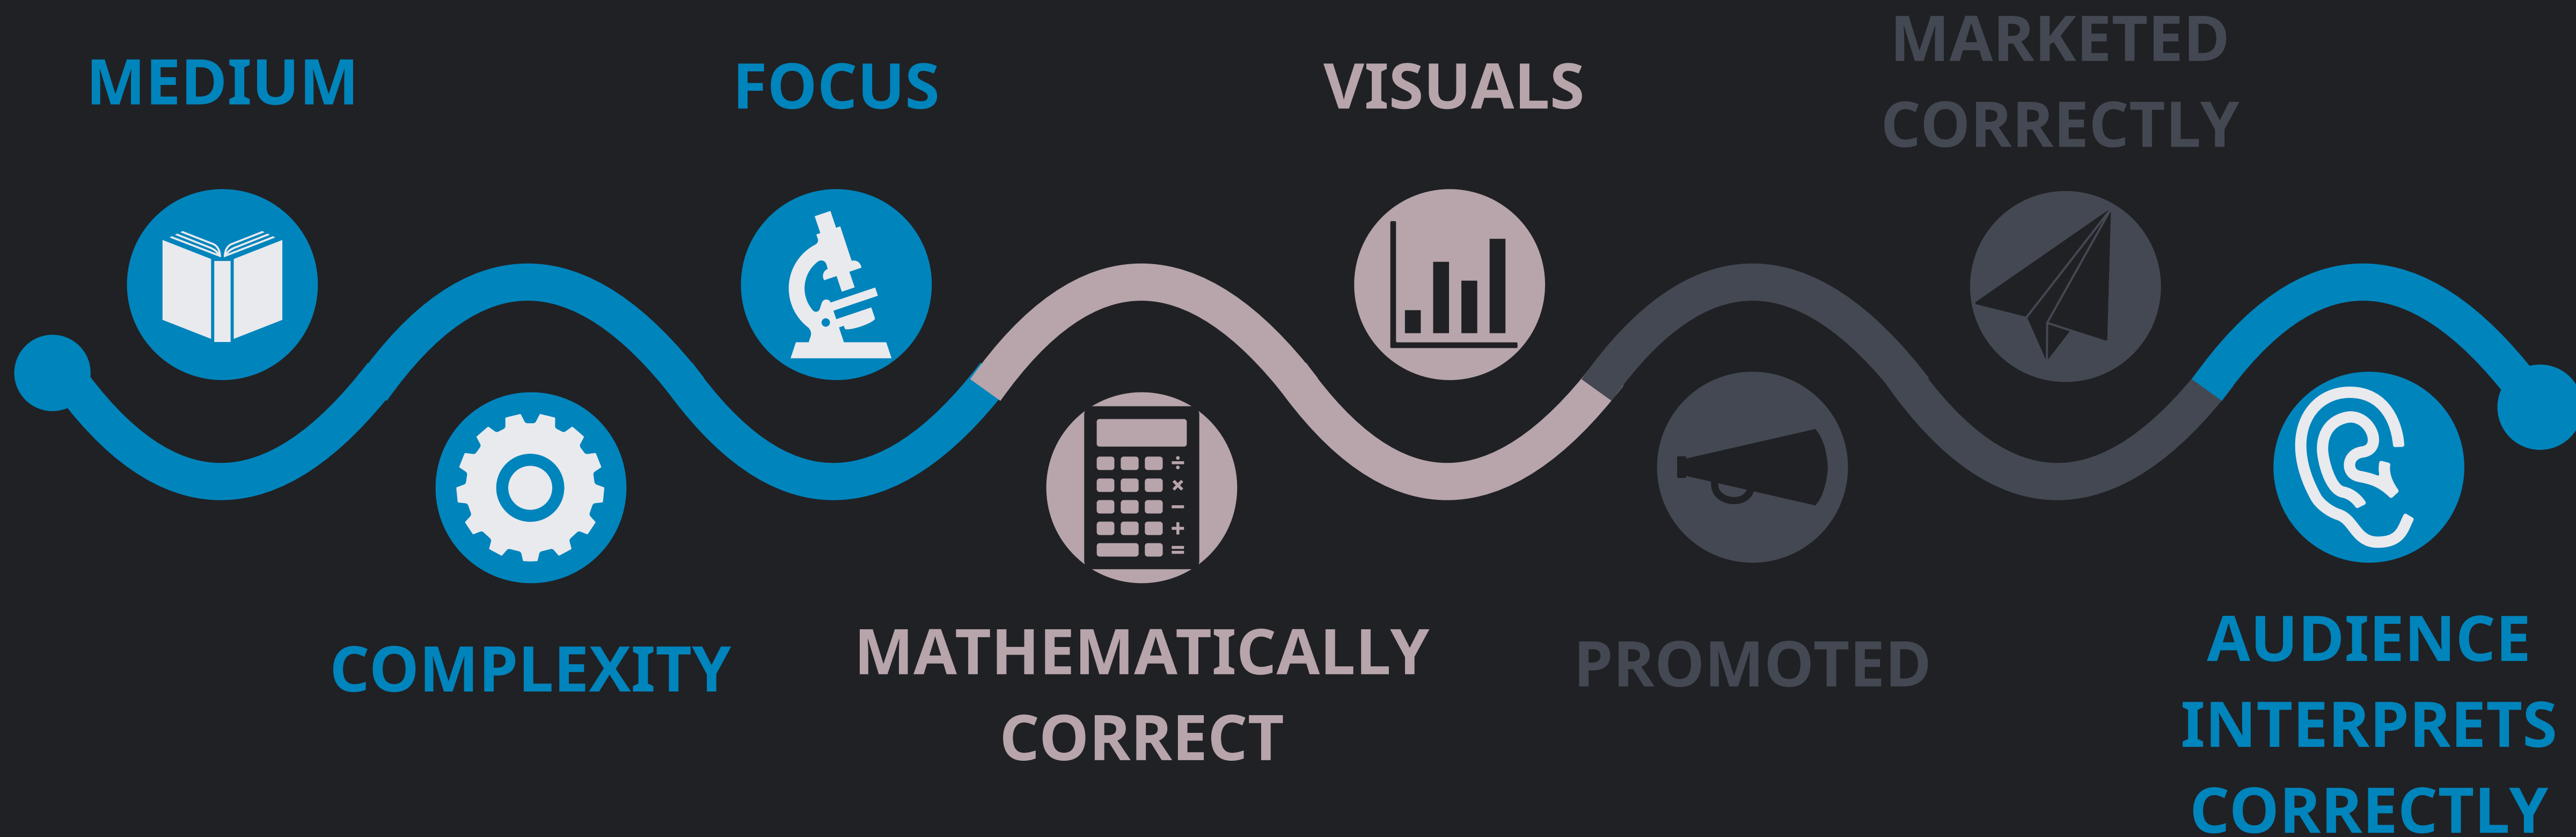 MEDIUM
COMPLEXITY
FOCUS
MATHEMATICALLY
CORRECT
VISUALS
PROMOTED
MARKETED
CORRECTLY
AUDIENCE
INTERPRETS
CORRECTLY
÷
×
−
+
=